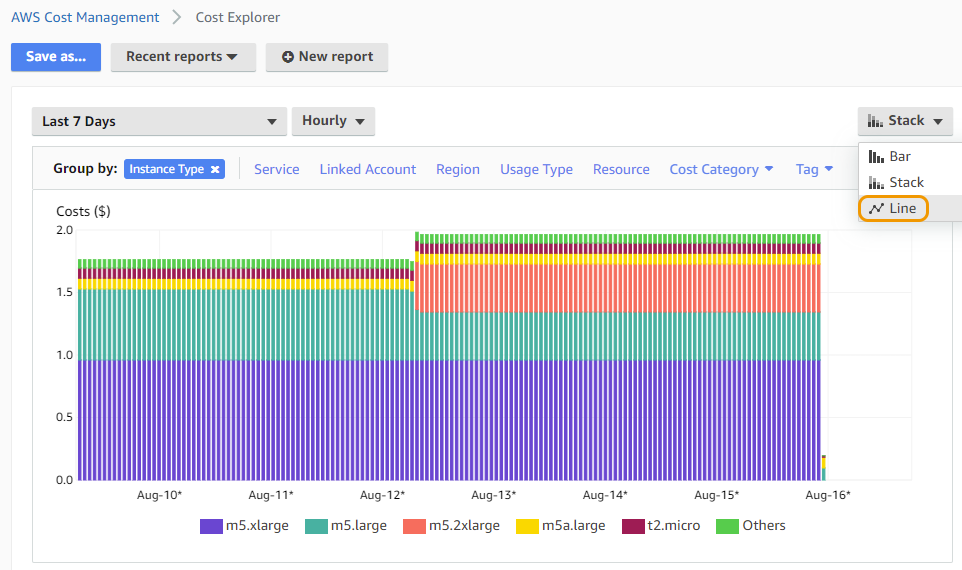 AWS Cost Management > Cost Explorer
Save as...
Recent reports
New report
Last 7 Days
Hourly
Stack
Bar
Stack
Line
Group by: Instance Type × Service Linked Account Region Usage Type Resource Cost Category Tag
Costs ($)
2.0
1.5
1.0
0.5
0.0
Aug-10* Aug-11* Aug-12* Aug-13* Aug-14* Aug-15* Aug-16*
m5.xlarge m5.large m5.2xlarge m5a.large t2.micro Others